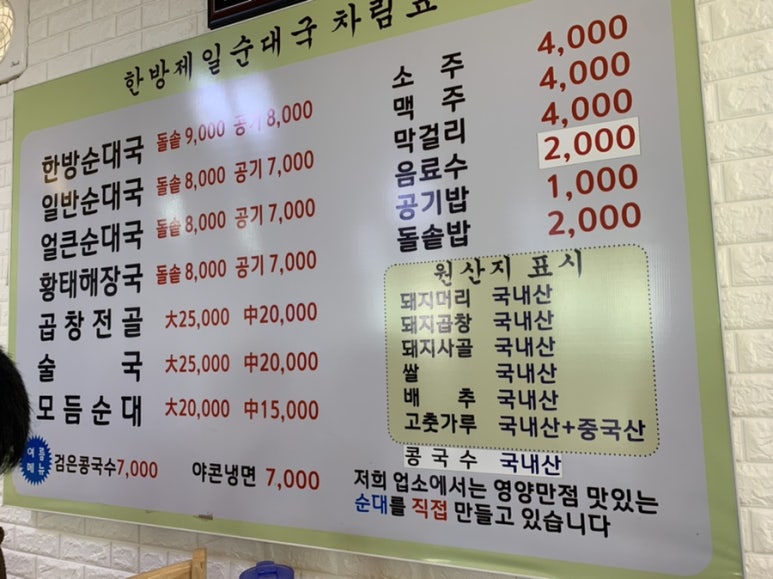 한방제일순대국 차림표
한방순대국 돌솥 9,000 공기 8,000
일반순대국 돌솥 8,000 공기 7,000
얼큰순대국 돌솥 8,000 공기 7,000
황태해장국 돌솥 8,000 공기 7,000
곱창전골 大25,000 中20,000
술국 大25,000 中20,000
모듬순대 大20,000 中15,000
여름메뉴 검은콩국수7,000 야콘냉면 7,000
소주 4,000
맥주 4,000
막걸리 4,000
음료수 2,000
공기밥 1,000
돌솥밥 2,000
원산지 표시
돼지머리 국내산
돼지곱창 국내산
돼지사골 국내산
쌀 국내산
배추 국내산
고춧가루 국내산+중국산
콩국수 국내산
저희 업소에서는 영양만점 맛있는
순대를 직접 만들고 있습니다